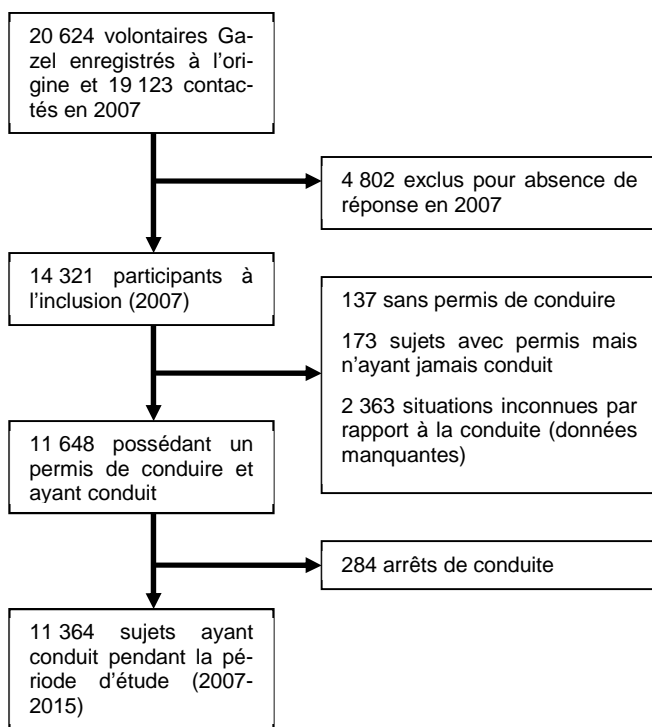 20 624 volontaires Ga-
zel enregistrés à l'ori-
gine et 19 123 contac-
tés en 2007
4 802 exclus pour absence de
réponse en 2007
14 321 participants à
l'inclusion (2007)
137 sans permis de conduire
173 sujets avec permis mais
n'ayant jamais conduit
2 363 situations inconnues par
rapport à la conduite (données
manquantes)
11 648 possédant un
permis de conduire et
ayant conduit
284 arrêts de conduite
11 364 sujets ayant
conduit pendant la pé-
riode d'étude (2007-
2015)